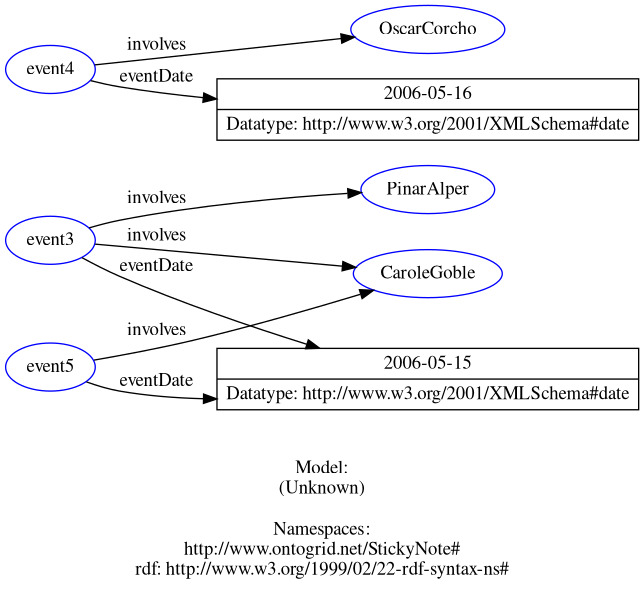 OscarCorcho
involves
event4
eventDate
2006-05-16
Datatype: http://www.w3.org/2001/XMLSchema#date
PinarAlper
involves
involves
event3
eventDate
CaroleGoble
involves
event5
eventDate
2006-05-15
Datatype: http://www.w3.org/2001/XMLSchema#date
Model:
(Unknown)
Namespaces:
http://www.ontogrid.net/StickyNote#
rdf: http://www.w3.org/1999/02/22-rdf-syntax-ns#